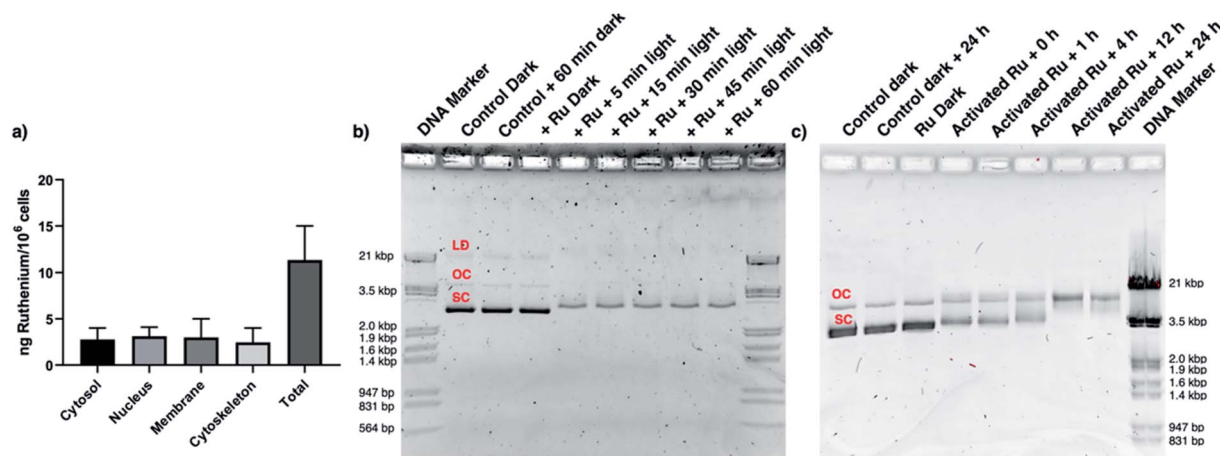 a)
ng Ruthenium/10⁶ cells
20
15
10
5
0
Cytosol
Nucleus
Membrane
Cytoskeleton
Total
b)
DNA Marker
Control Dark
Control + 60 min dark
+ Ru Dark
+ Ru + 5 min light
+ Ru + 15 min light
+ Ru + 30 min light
+ Ru + 45 min light
+ Ru + 60 min light
LD
OC
SC
21 kbp
3.5 kbp
2.0 kbp
1.9 kbp
1.6 kbp
1.4 kbp
947 bp
831 bp
564 bp
c)
Control dark
Control dark + 24 h
Ru Dark
Activated Ru + 0 h
Activated Ru + 1 h
Activated Ru + 4 h
Activated Ru + 12 h
Activated Ru + 24 h
DNA Marker
OC
SC
21 kbp
3.5 kbp
2.0 kbp
1.9 kbp
1.6 kbp
1.4 kbp
947 bp
831 bp